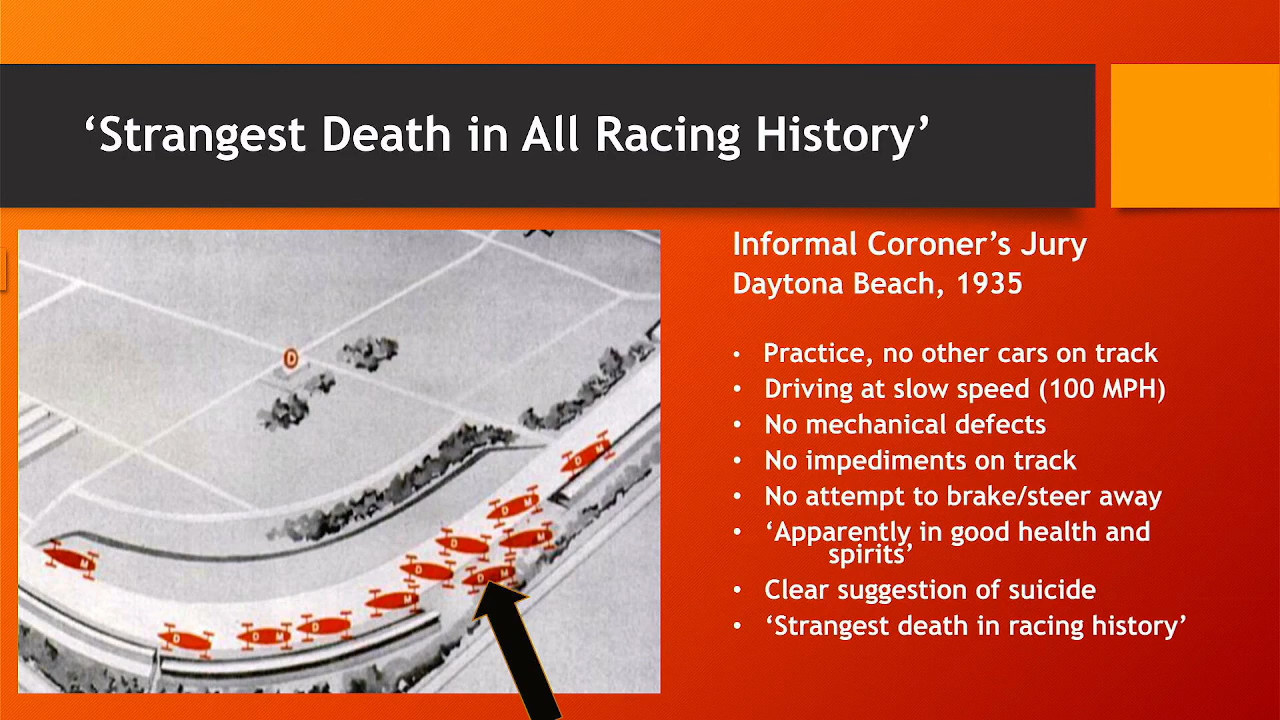 ‘Strangest Death in All Racing History’
Informal Coroner’s Jury
Daytona Beach, 1935
• Practice, no other cars on track
• Driving at slow speed (100 MPH)
• No mechanical defects
• No impediments on track
• No attempt to brake/steer away
• ‘Apparently in good health and
spirits’
• Clear suggestion of suicide
• ‘Strangest death in racing history’
D
D M
D M
D M
D
M
D
D M
M
D
D M
D